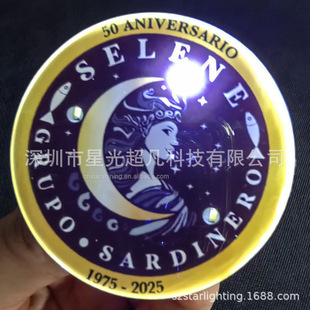 50 ANIVERSARIO
SELENE
GRUPO • SARDINERO
1975 - 2025
深圳市星光超凡科技有限公司
szstarlighting.1688.com